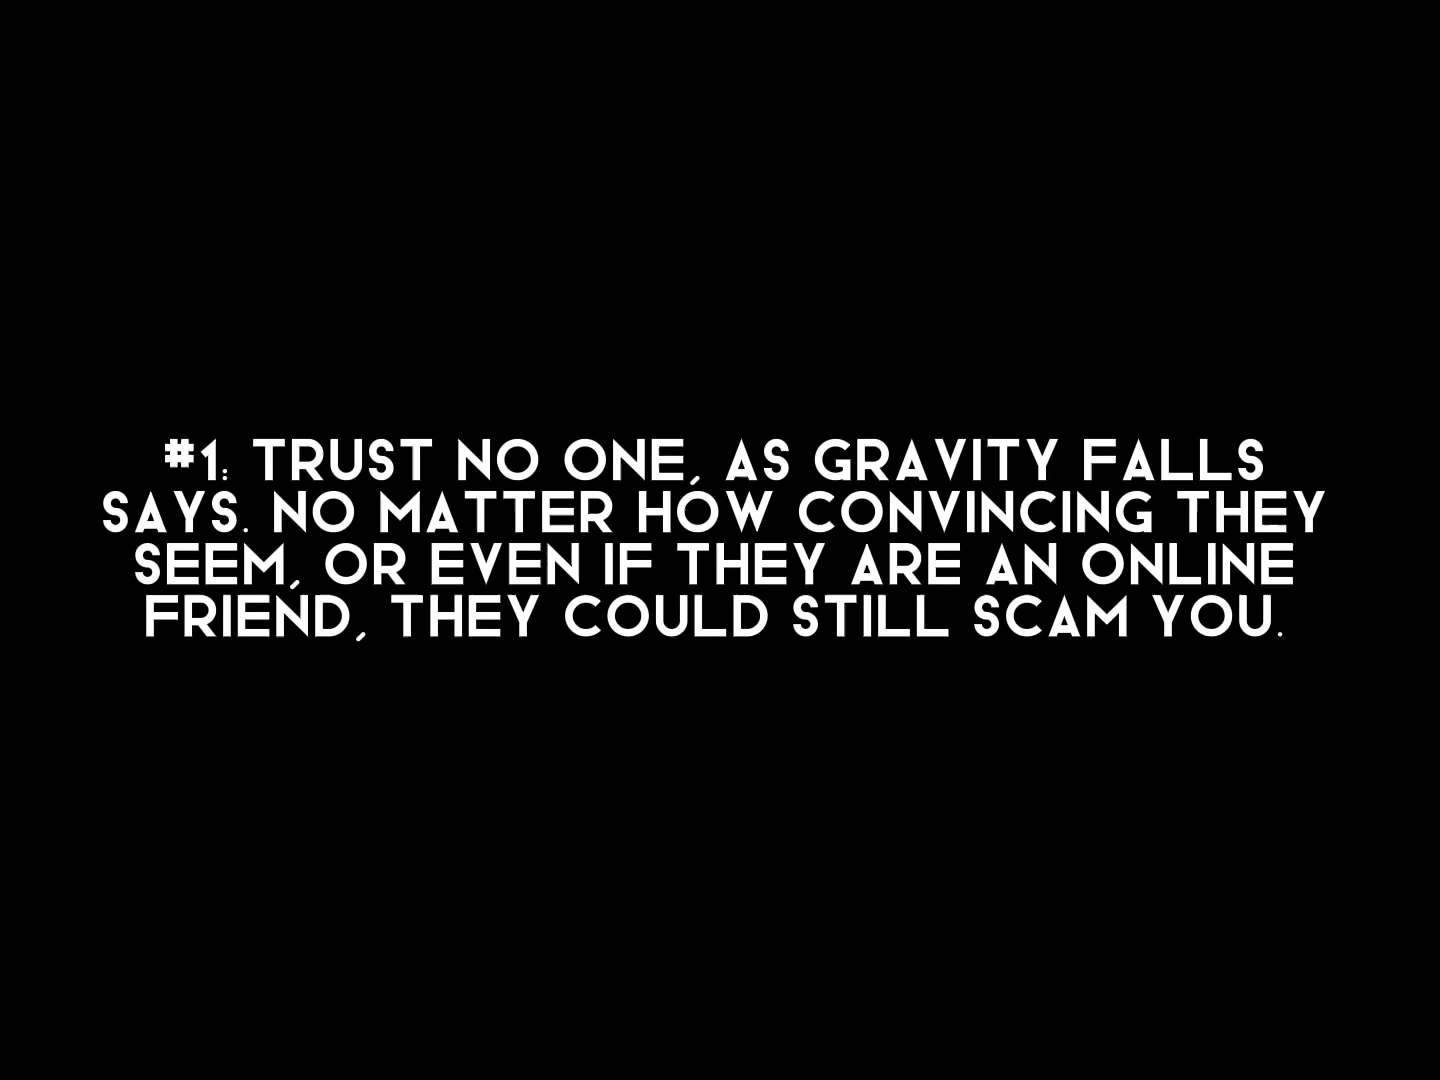 #1: TRUST NO ONE, AS GRAVITY FALLS
SAYS. NO MATTER HOW CONVINCING THEY
SEEM, OR EVEN IF THEY ARE AN ONLINE
FRIEND, THEY COULD STILL SCAM YOU.